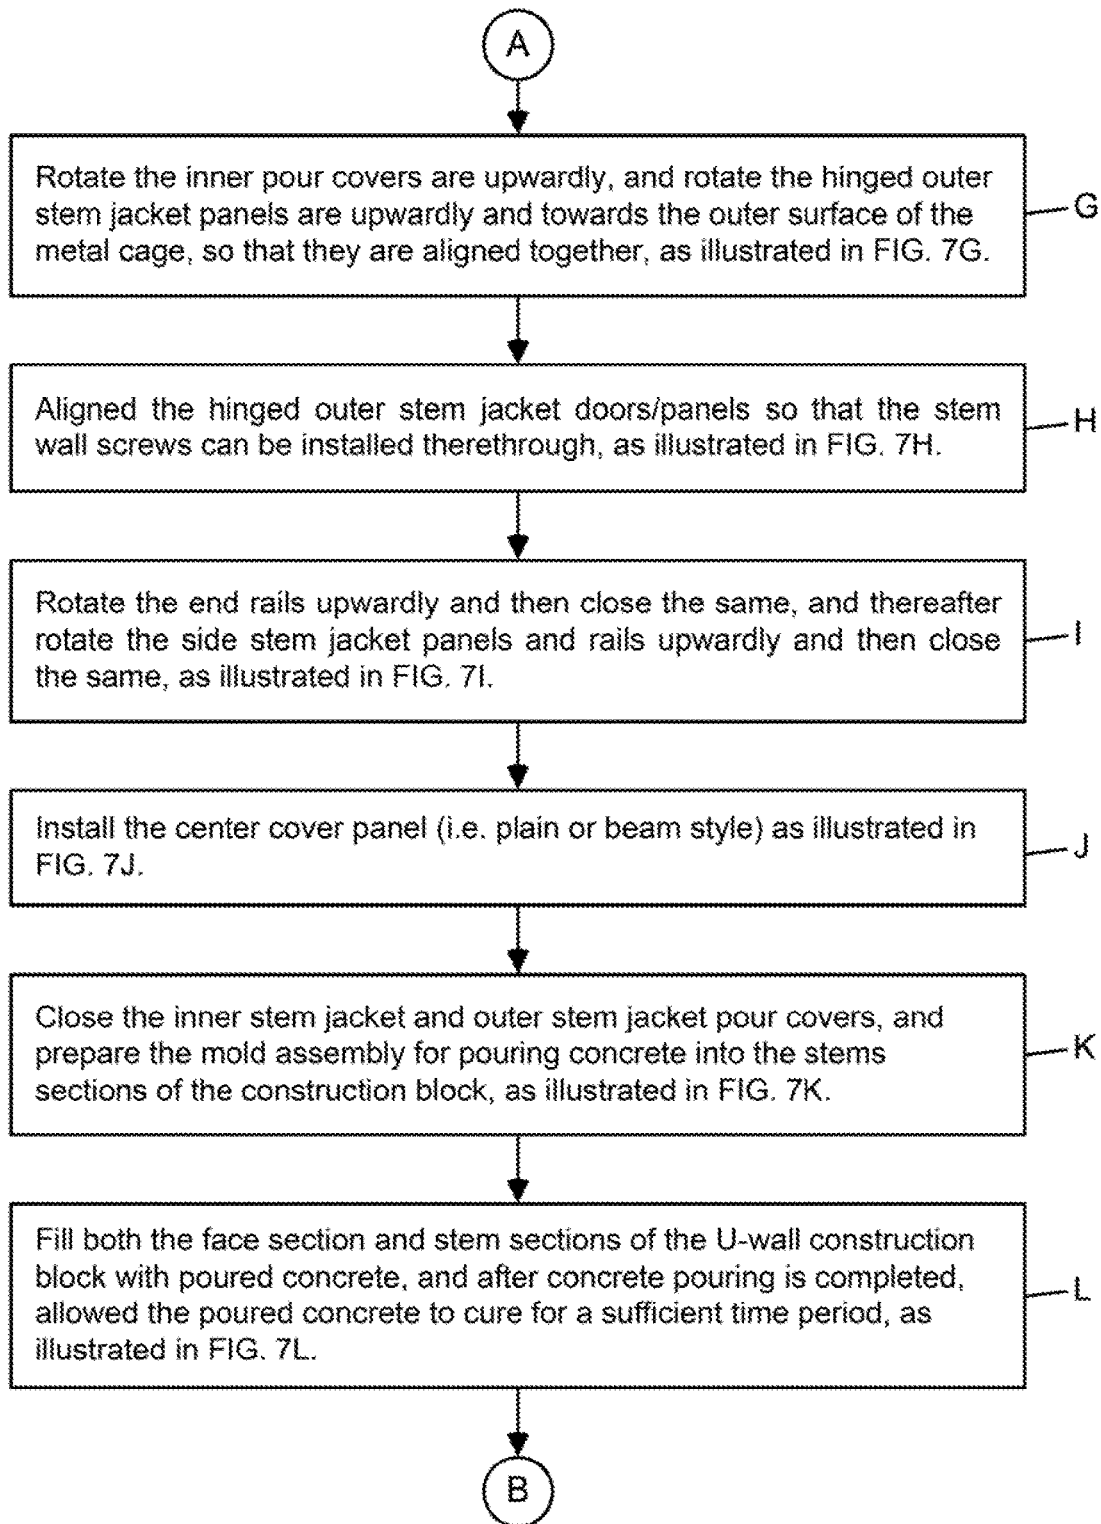 A
Rotate the inner pour covers are upwardly, and rotate the hinged outer
stem jacket panels are upwardly and towards the outer surface of the
metal cage, so that they are aligned together, as illustrated in FIG. 7G.
G
Aligned the hinged outer stem jacket doors/panels so that the stem
wall screws can be installed therethrough, as illustrated in FIG. 7H.
H
Rotate the end rails upwardly and then close the same, and thereafter
rotate the side stem jacket panels and rails upwardly and then close
the same, as illustrated in FIG. 7I.
I
Install the center cover panel (i.e. plain or beam style) as illustrated in
FIG. 7J.
J
Close the inner stem jacket and outer stem jacket pour covers, and
prepare the mold assembly for pouring concrete into the stems
sections of the construction block, as illustrated in FIG. 7K.
K
Fill both the face section and stem sections of the U-wall construction
block with poured concrete, and after concrete pouring is completed,
allowed the poured concrete to cure for a sufficient time period, as
illustrated in FIG. 7L.
L
B